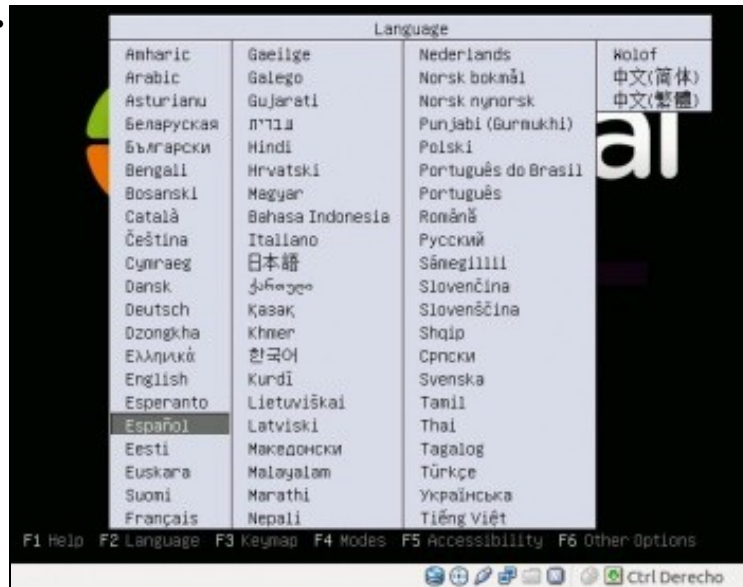 Language
Amharic
Arabic
Asturianu
Беларуская
Български
Bengali
Bosanski
Català
Čeština
Cymraeg
Dansk
Deutsch
Dzongkha
Ελληνικά
English
Esperanto
Español
Eesti
Euskara
Suomi
Français
Gaeilge
Galego
Gujarati
עברית
Hindi
Hrvatski
Magyar
Bahasa Indonesia
Italiano
日本語
ქართული
Қазақ
Khmer
한국어
Kurdî
Lietuviškai
Latviski
Македонски
Malayalam
Marathi
Nepali
Nederlands
Norsk bokmål
Norsk nynorsk
Punjabi (Gurmukhi)
Polski
Português do Brasil
Português
Română
Русский
Sámegillii
Slovenčina
Slovenščina
Shqip
Српски
Svenska
Tamil
Thai
Tagalog
Türkçe
Українська
Tiếng Việt
Wolof
中文(简体)
中文(繁體)
al
F1 Help F2 Language F3 Keymap F4 Modes F5 Accessibility F6 Other Options
Ctrl Derecho